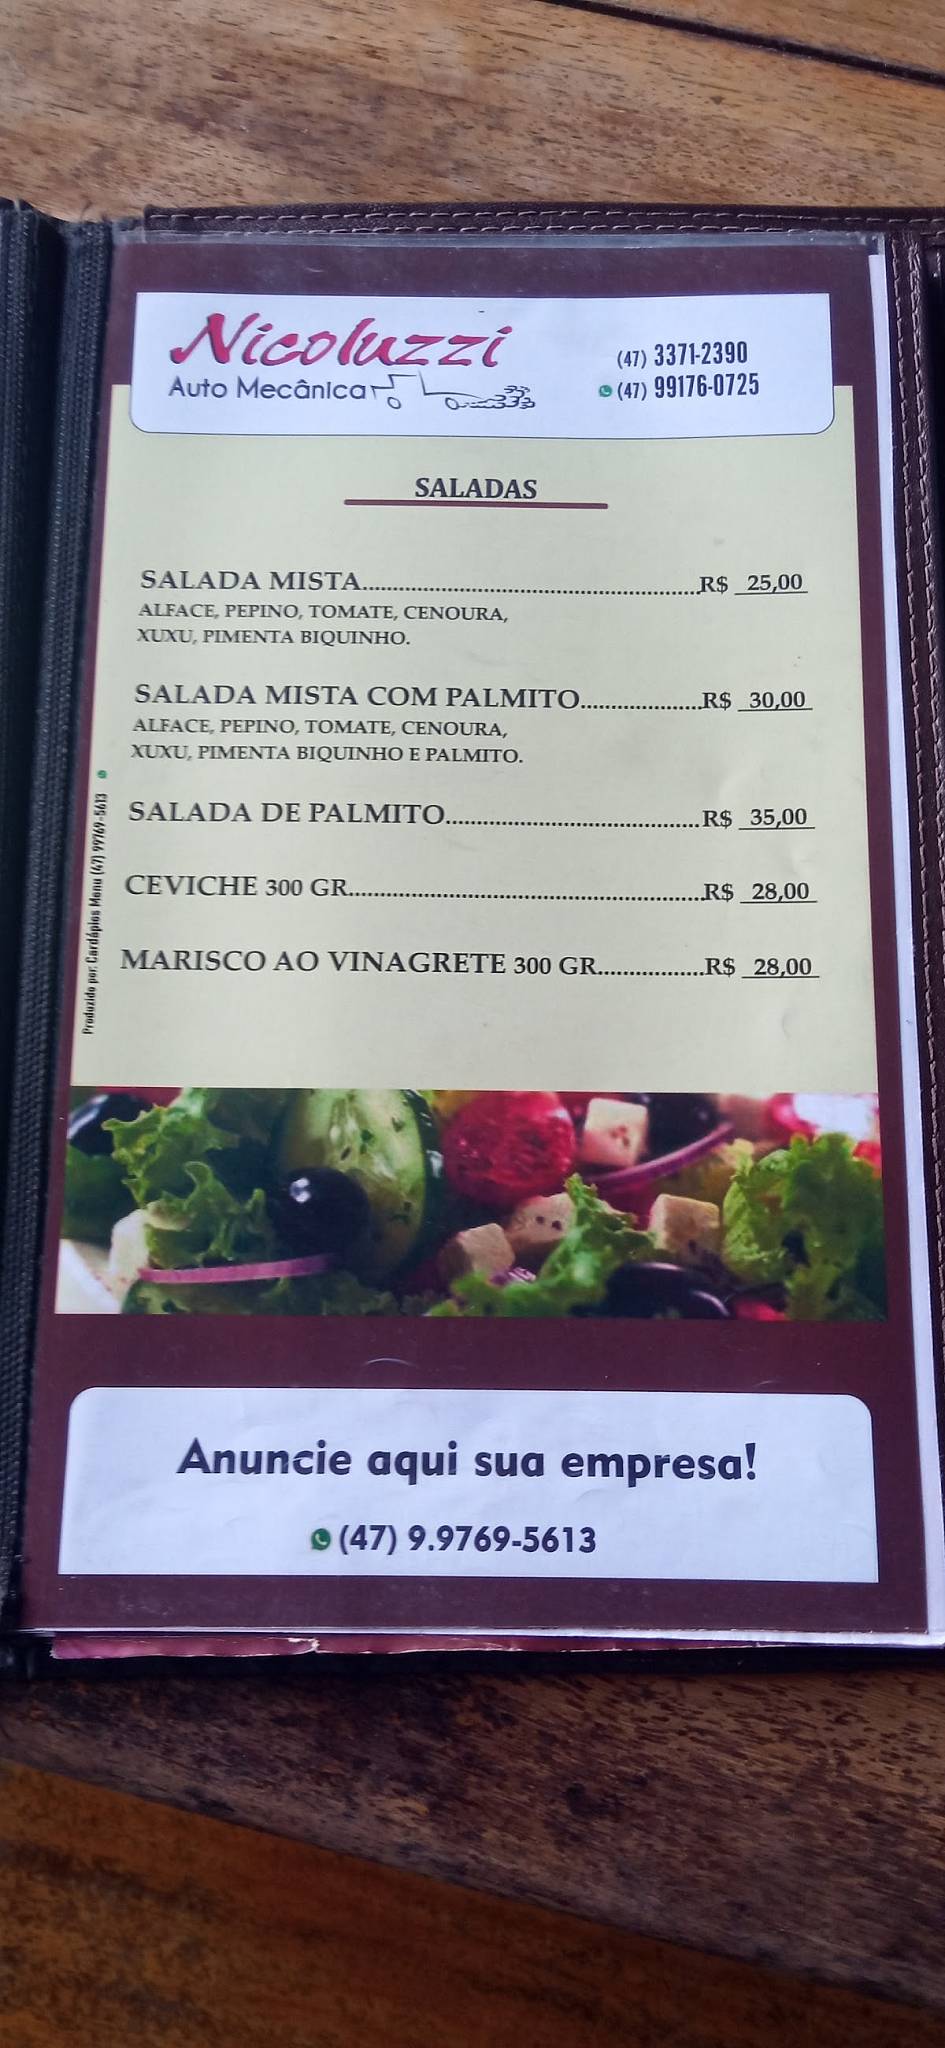 Nicoluzzi
Auto Mecânica
(47) 3371-2390
(47) 99176-0725
SALADAS
SALADA MISTA.......................................................................R$ 25,00
ALFACE, PEPINO, TOMATE, CENOURA,
XUXU, PIMENTA BIQUINHO.
SALADA MISTA COM PALMITO.........................R$ 30,00
ALFACE, PEPINO, TOMATE, CENOURA,
XUXU, PIMENTA BIQUINHO E PALMITO.
SALADA DE PALMITO.....................................................R$ 35,00
CEVICHE 300 GR..........................................................................R$ 28,00
MARISCO AO VINAGRETE 300 GR......................R$ 28,00
Produzido por: Cardápios Menu (47) 99769-5613
Anuncie aqui sua empresa!
(47) 9.9769-5613